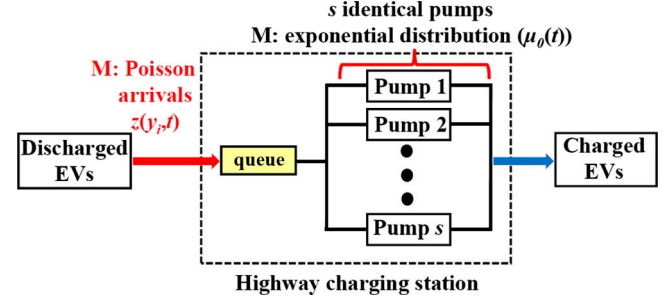 s identical pumps
M: exponential distribution (μ₀(t))
M: Poisson
arrivals
z(yᵢ,t)
Discharged
EVs
queue
Pump 1
Pump 2
Pump s
Charged
EVs
Highway charging station